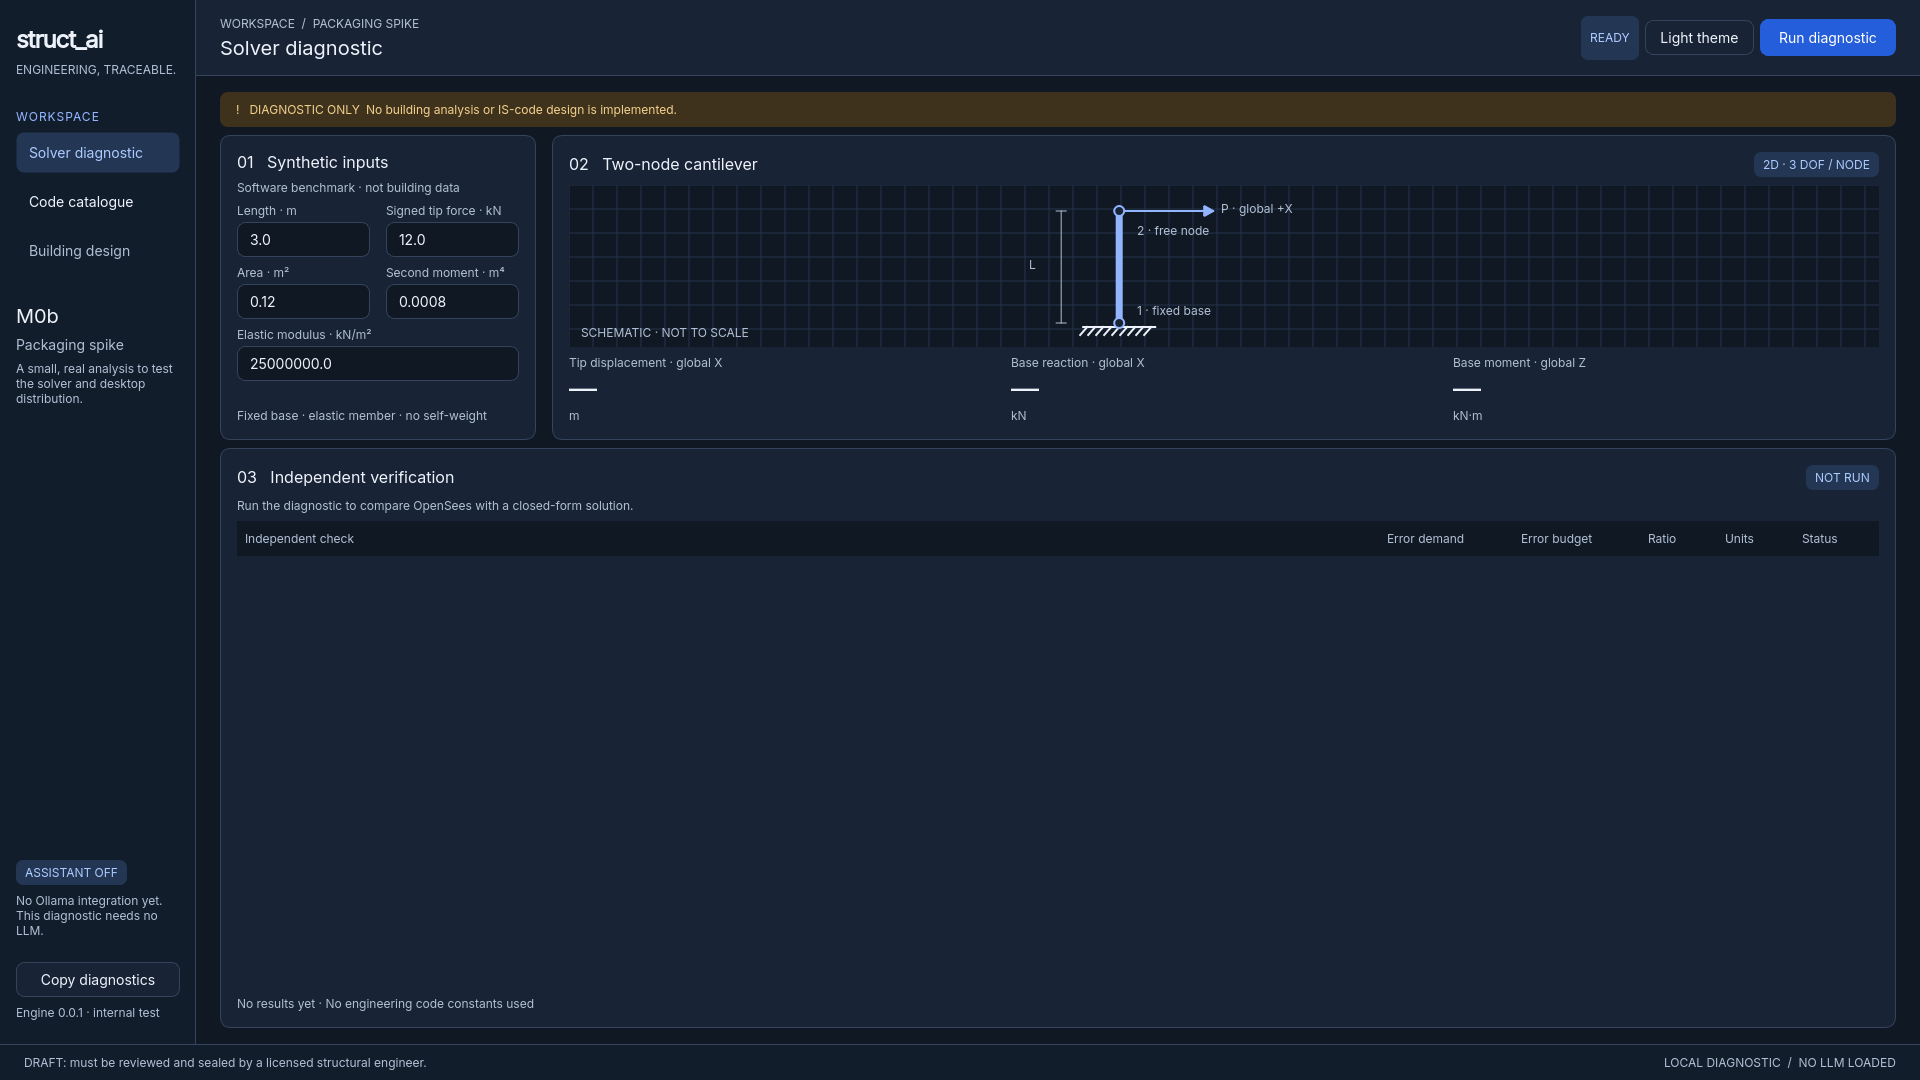 struct_ai
ENGINEERING, TRACEABLE.
WORKSPACE
Solver diagnostic
Code catalogue
Building design
M0b
Packaging spike
A small, real analysis to test
the solver and desktop
distribution.
ASSISTANT OFF
No Ollama integration yet.
This diagnostic needs no
LLM.
Copy diagnostics
Engine 0.0.1 · internal test
WORKSPACE / PACKAGING SPIKE
Solver diagnostic
READY
Light theme
Run diagnostic
! DIAGNOSTIC ONLY No building analysis or IS-code design is implemented.
01 Synthetic inputs
Software benchmark · not building data
Length · m
Signed tip force · kN
3.0
12.0
Area · m²
Second moment · m⁴
0.12
0.0008
Elastic modulus · kN/m²
25000000.0
Fixed base · elastic member · no self-weight
02 Two-node cantilever
2D · 3 DOF / NODE
P · global +X
2 · free node
L
1 · fixed base
SCHEMATIC · NOT TO SCALE
Tip displacement · global X
—
m
Base reaction · global X
—
kN
Base moment · global Z
—
kN·m
03 Independent verification
NOT RUN
Run the diagnostic to compare OpenSees with a closed-form solution.
Independent check Error demand Error budget Ratio Units Status
No results yet · No engineering code constants used
DRAFT: must be reviewed and sealed by a licensed structural engineer.
LOCAL DIAGNOSTIC / NO LLM LOADED